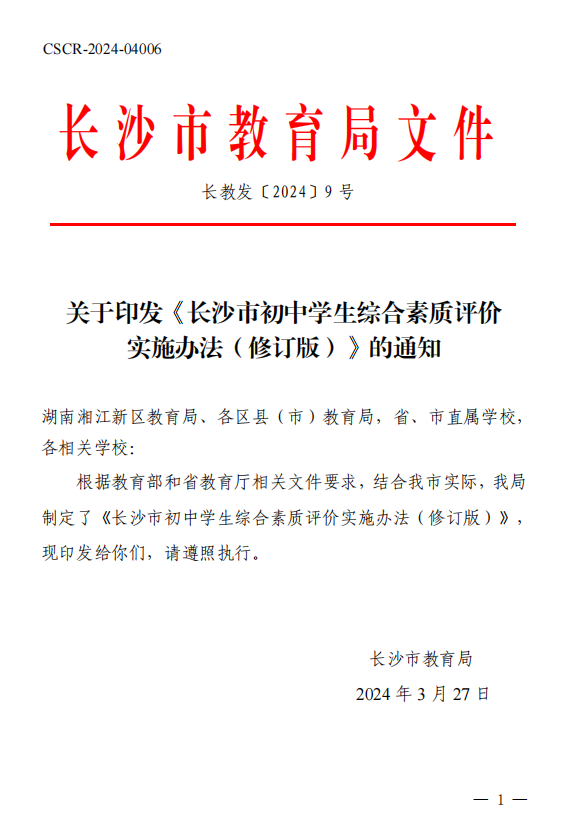 CSCR-2024-04006
长沙市教育局文件
长教发〔2024〕9 号
关于印发《长沙市初中学生综合素质评价
实施办法（修订版）》的通知
湖南湘江新区教育局、各区县（市）教育局，省、市直属学校，
各相关学校：
根据教育部和省教育厅相关文件要求，结合我市实际，我局
制定了《长沙市初中学生综合素质评价实施办法（修订版）》，
现印发给你们，请遵照执行。
长沙市教育局
2024 年 3 月 27 日
— 1 —